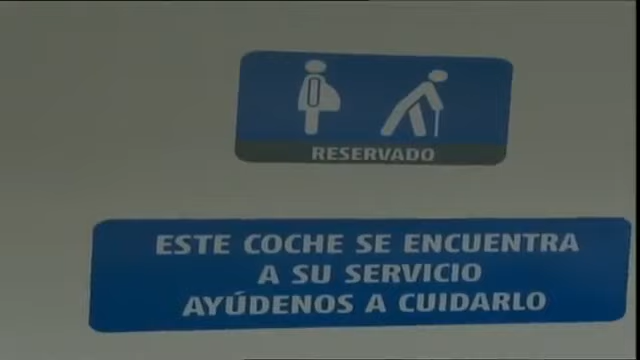 RESERVADO
ESTE COCHE SE ENCUENTRA
A SU SERVICIO
AYÚDENOS A CUIDARLO